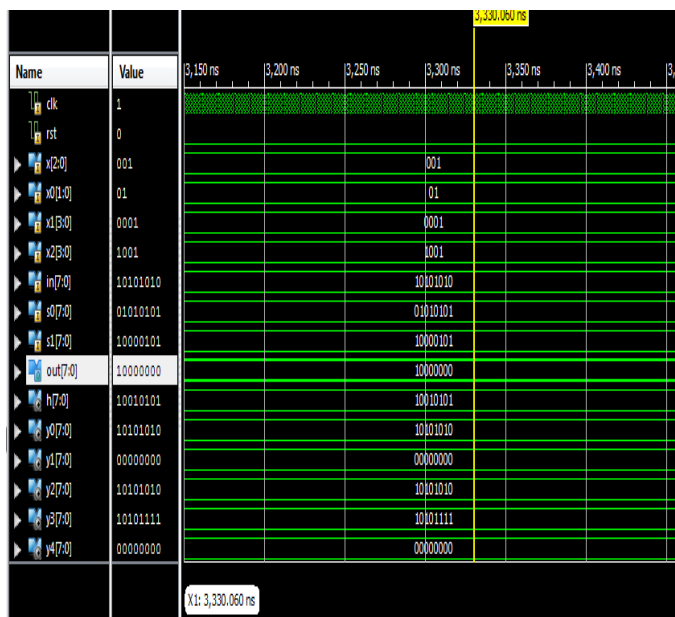 3,330.060 ns
Name Value 3,150 ns 3,200 ns 3,250 ns 3,300 ns 3,350 ns 3,400 ns 3,
clk 1
rst 0
x[2:0] 001 001
x0[1:0] 01 01
x1[3:0] 0001 0001
x2[3:0] 1001 1001
in[7:0] 10101010 10101010
s0[7:0] 01010101 01010101
s1[7:0] 10000101 10000101
out[7:0] 10000000 10000000
h[7:0] 10010101 10010101
y0[7:0] 10101010 10101010
y1[7:0] 00000000 00000000
y2[7:0] 10101010 10101010
y3[7:0] 10101111 10101111
y4[7:0] 00000000 00000000
X1: 3,330.060 ns